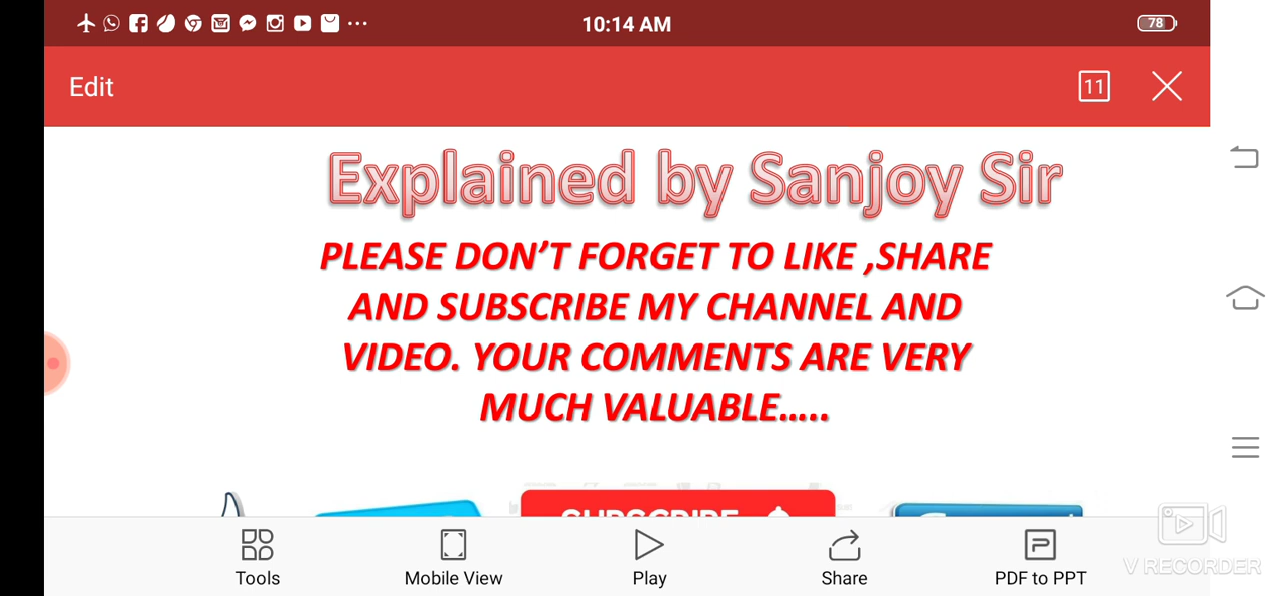 10:14 AM
78
Edit
11
Explained by Sanjoy Sir
PLEASE DON’T FORGET TO LIKE ,SHARE
AND SUBSCRIBE MY CHANNEL AND
VIDEO. YOUR COMMENTS ARE VERY
MUCH VALUABLE.....
SUBSCRIBE
Tools
Mobile View
Play
Share
PDF to PPT
V RECORDER